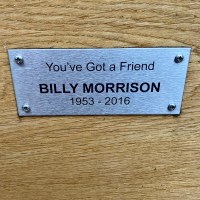 You've Got a Friend
BILLY MORRISON
1953 - 2016